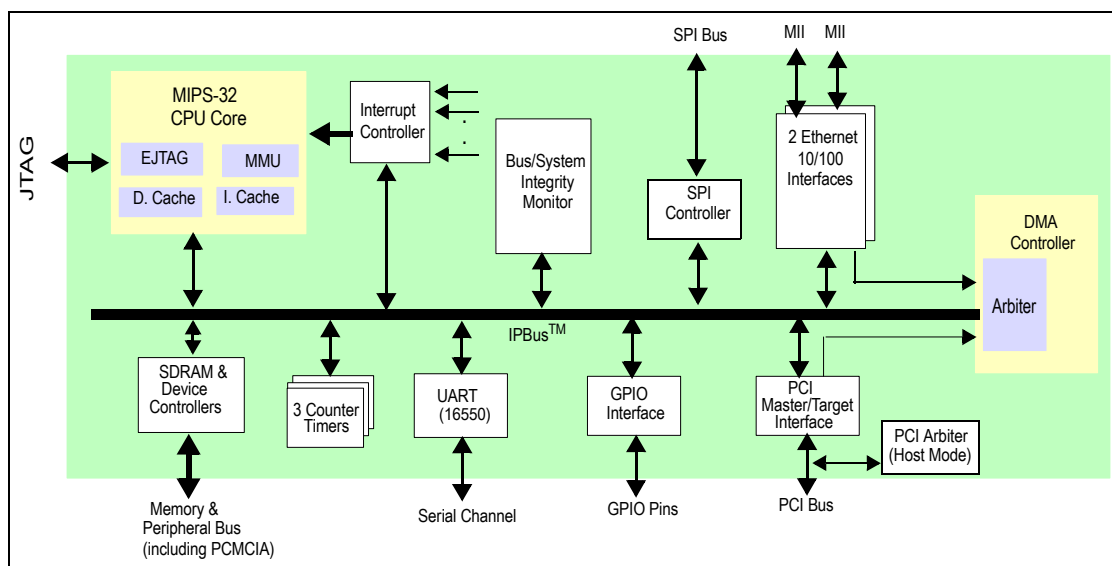 SPI Bus
MII
MII
MIPS-32
CPU Core
EJTAG
MMU
D. Cache
I. Cache
JTAG
Interrupt
Controller
.
.
Bus/System
Integrity
Monitor
SPI
Controller
2 Ethernet
10/100
Interfaces
DMA
Controller
Arbiter
IPBus™
SDRAM &
Device
Controllers
3 Counter
Timers
UART
(16550)
GPIO
Interface
PCI
Master/Target
Interface
PCI Arbiter
(Host Mode)
Memory &
Peripheral Bus
(including PCMCIA)
Serial Channel
GPIO Pins
PCI Bus